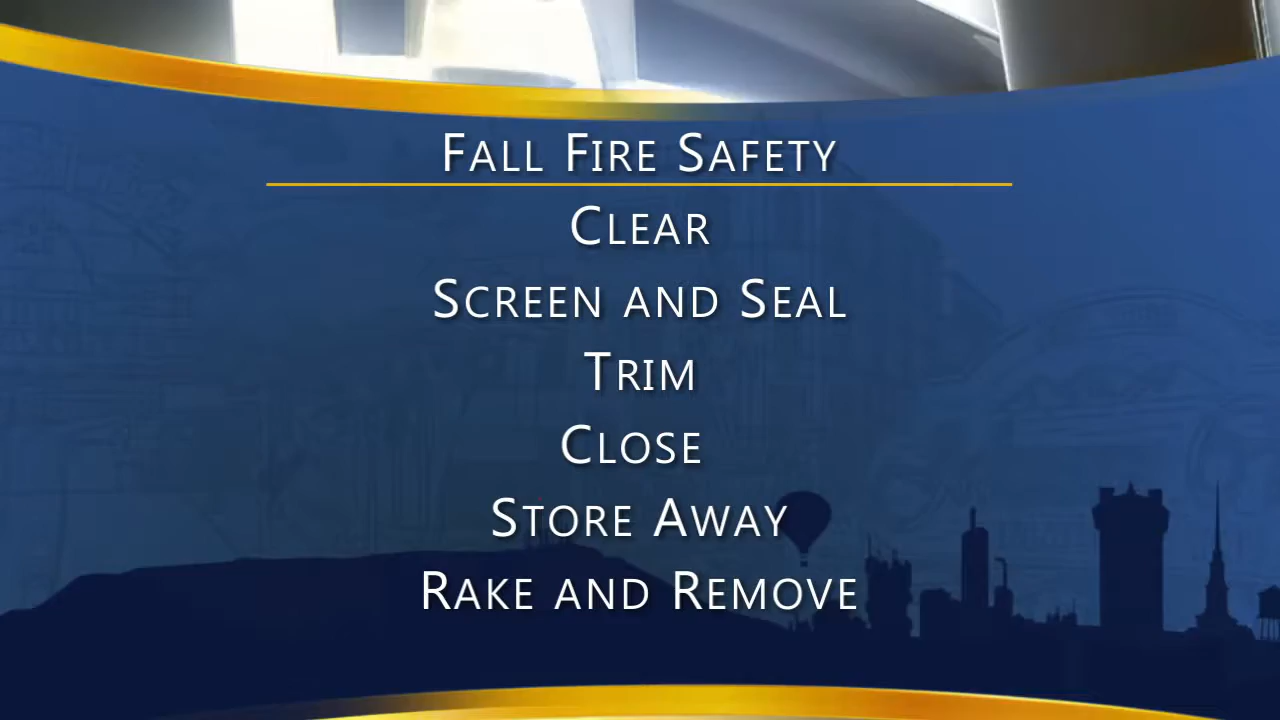 Fall Fire Safety
Clear
Screen and Seal
Trim
Close
Store Away
Rake and Remove